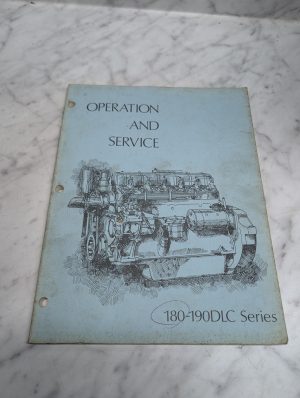 OPERATION
AND
SERVICE
180-190DLC Series